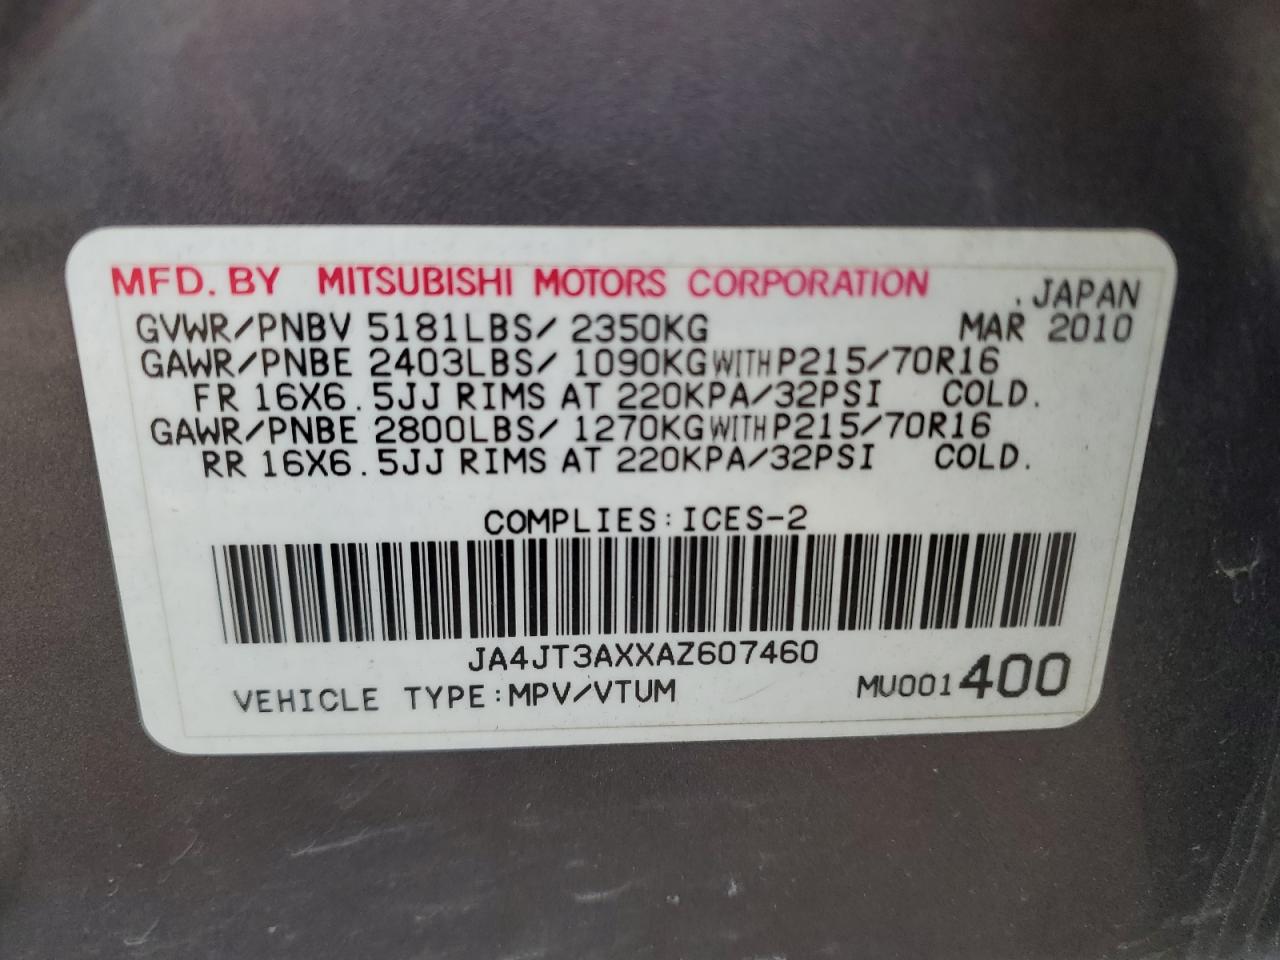 MFD. BY MITSUBISHI MOTORS CORPORATION .JAPAN
GVWR/PNBV 5181LBS/ 2350KG MAR 2010
GAWR/PNBE 2403LBS/ 1090KG WITH P215/70R16
FR 16X6.5JJ RIMS AT 220KPA/32PSI COLD.
GAWR/PNBE 2800LBS/ 1270KG WITH P215/70R16
RR 16X6.5JJ RIMS AT 220KPA/32PSI COLD.
COMPLIES:ICES-2
JA4JT3AXXAZ607460
VEHICLE TYPE:MPV/VTUM MU001400